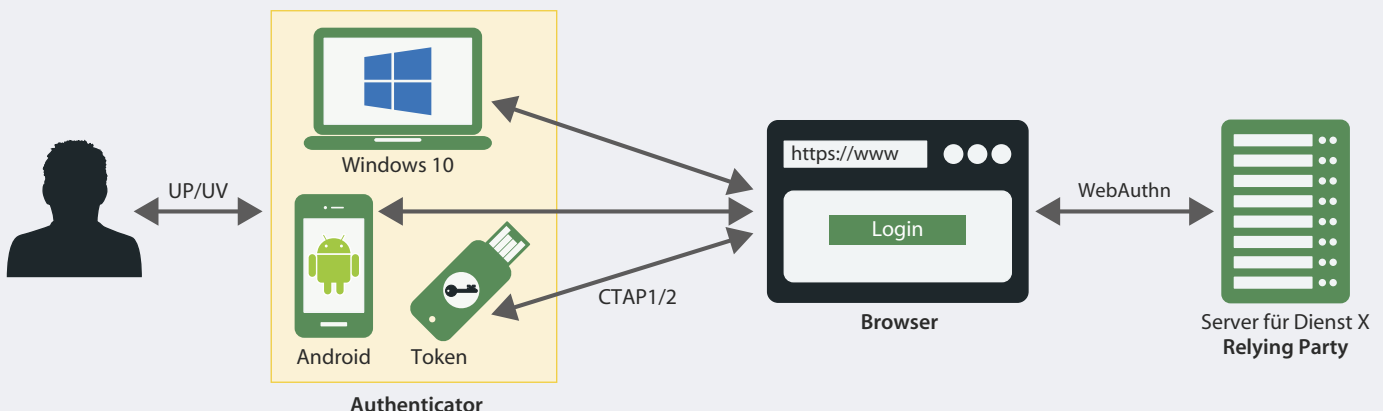 UP/UV
Windows 10
Android
Token
Authenticator
CTAP1/2
https://www
Login
Browser
WebAuthn
Server für Dienst X
Relying Party